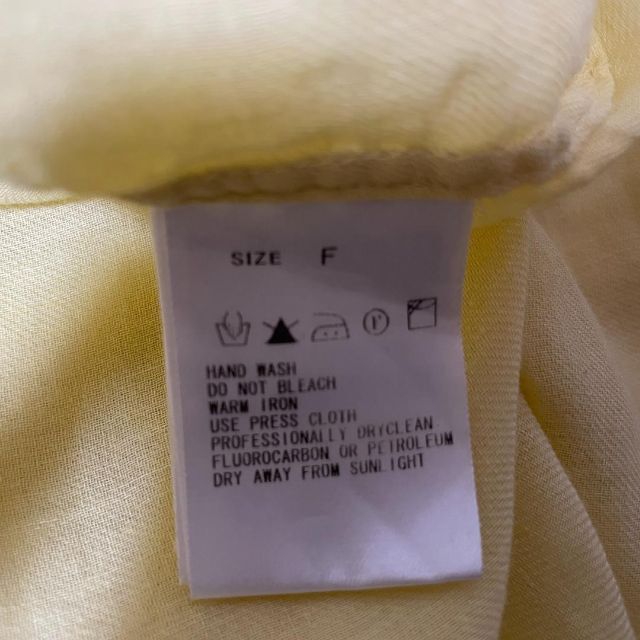 SIZE F
HAND WASH
DO NOT BLEACH
WARM IRON
USE PRESS CLOTH
PROFESSIONALLY DRYCLEAN
FLUOROCARBON OR PETROLEUM
DRY AWAY FROM SUNLIGHT